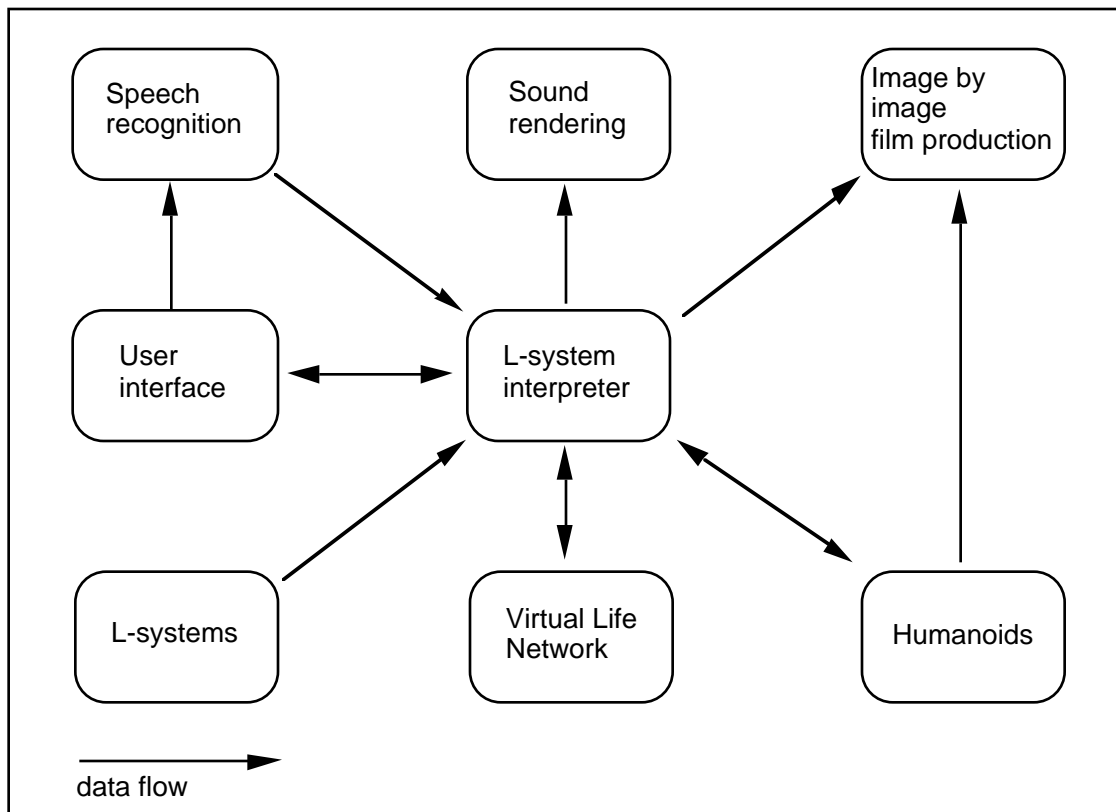 Speech
recognition
Sound
rendering
Image by
image
film production
User
interface
L-system
interpreter
L-systems
Virtual Life
Network
Humanoids
data flow